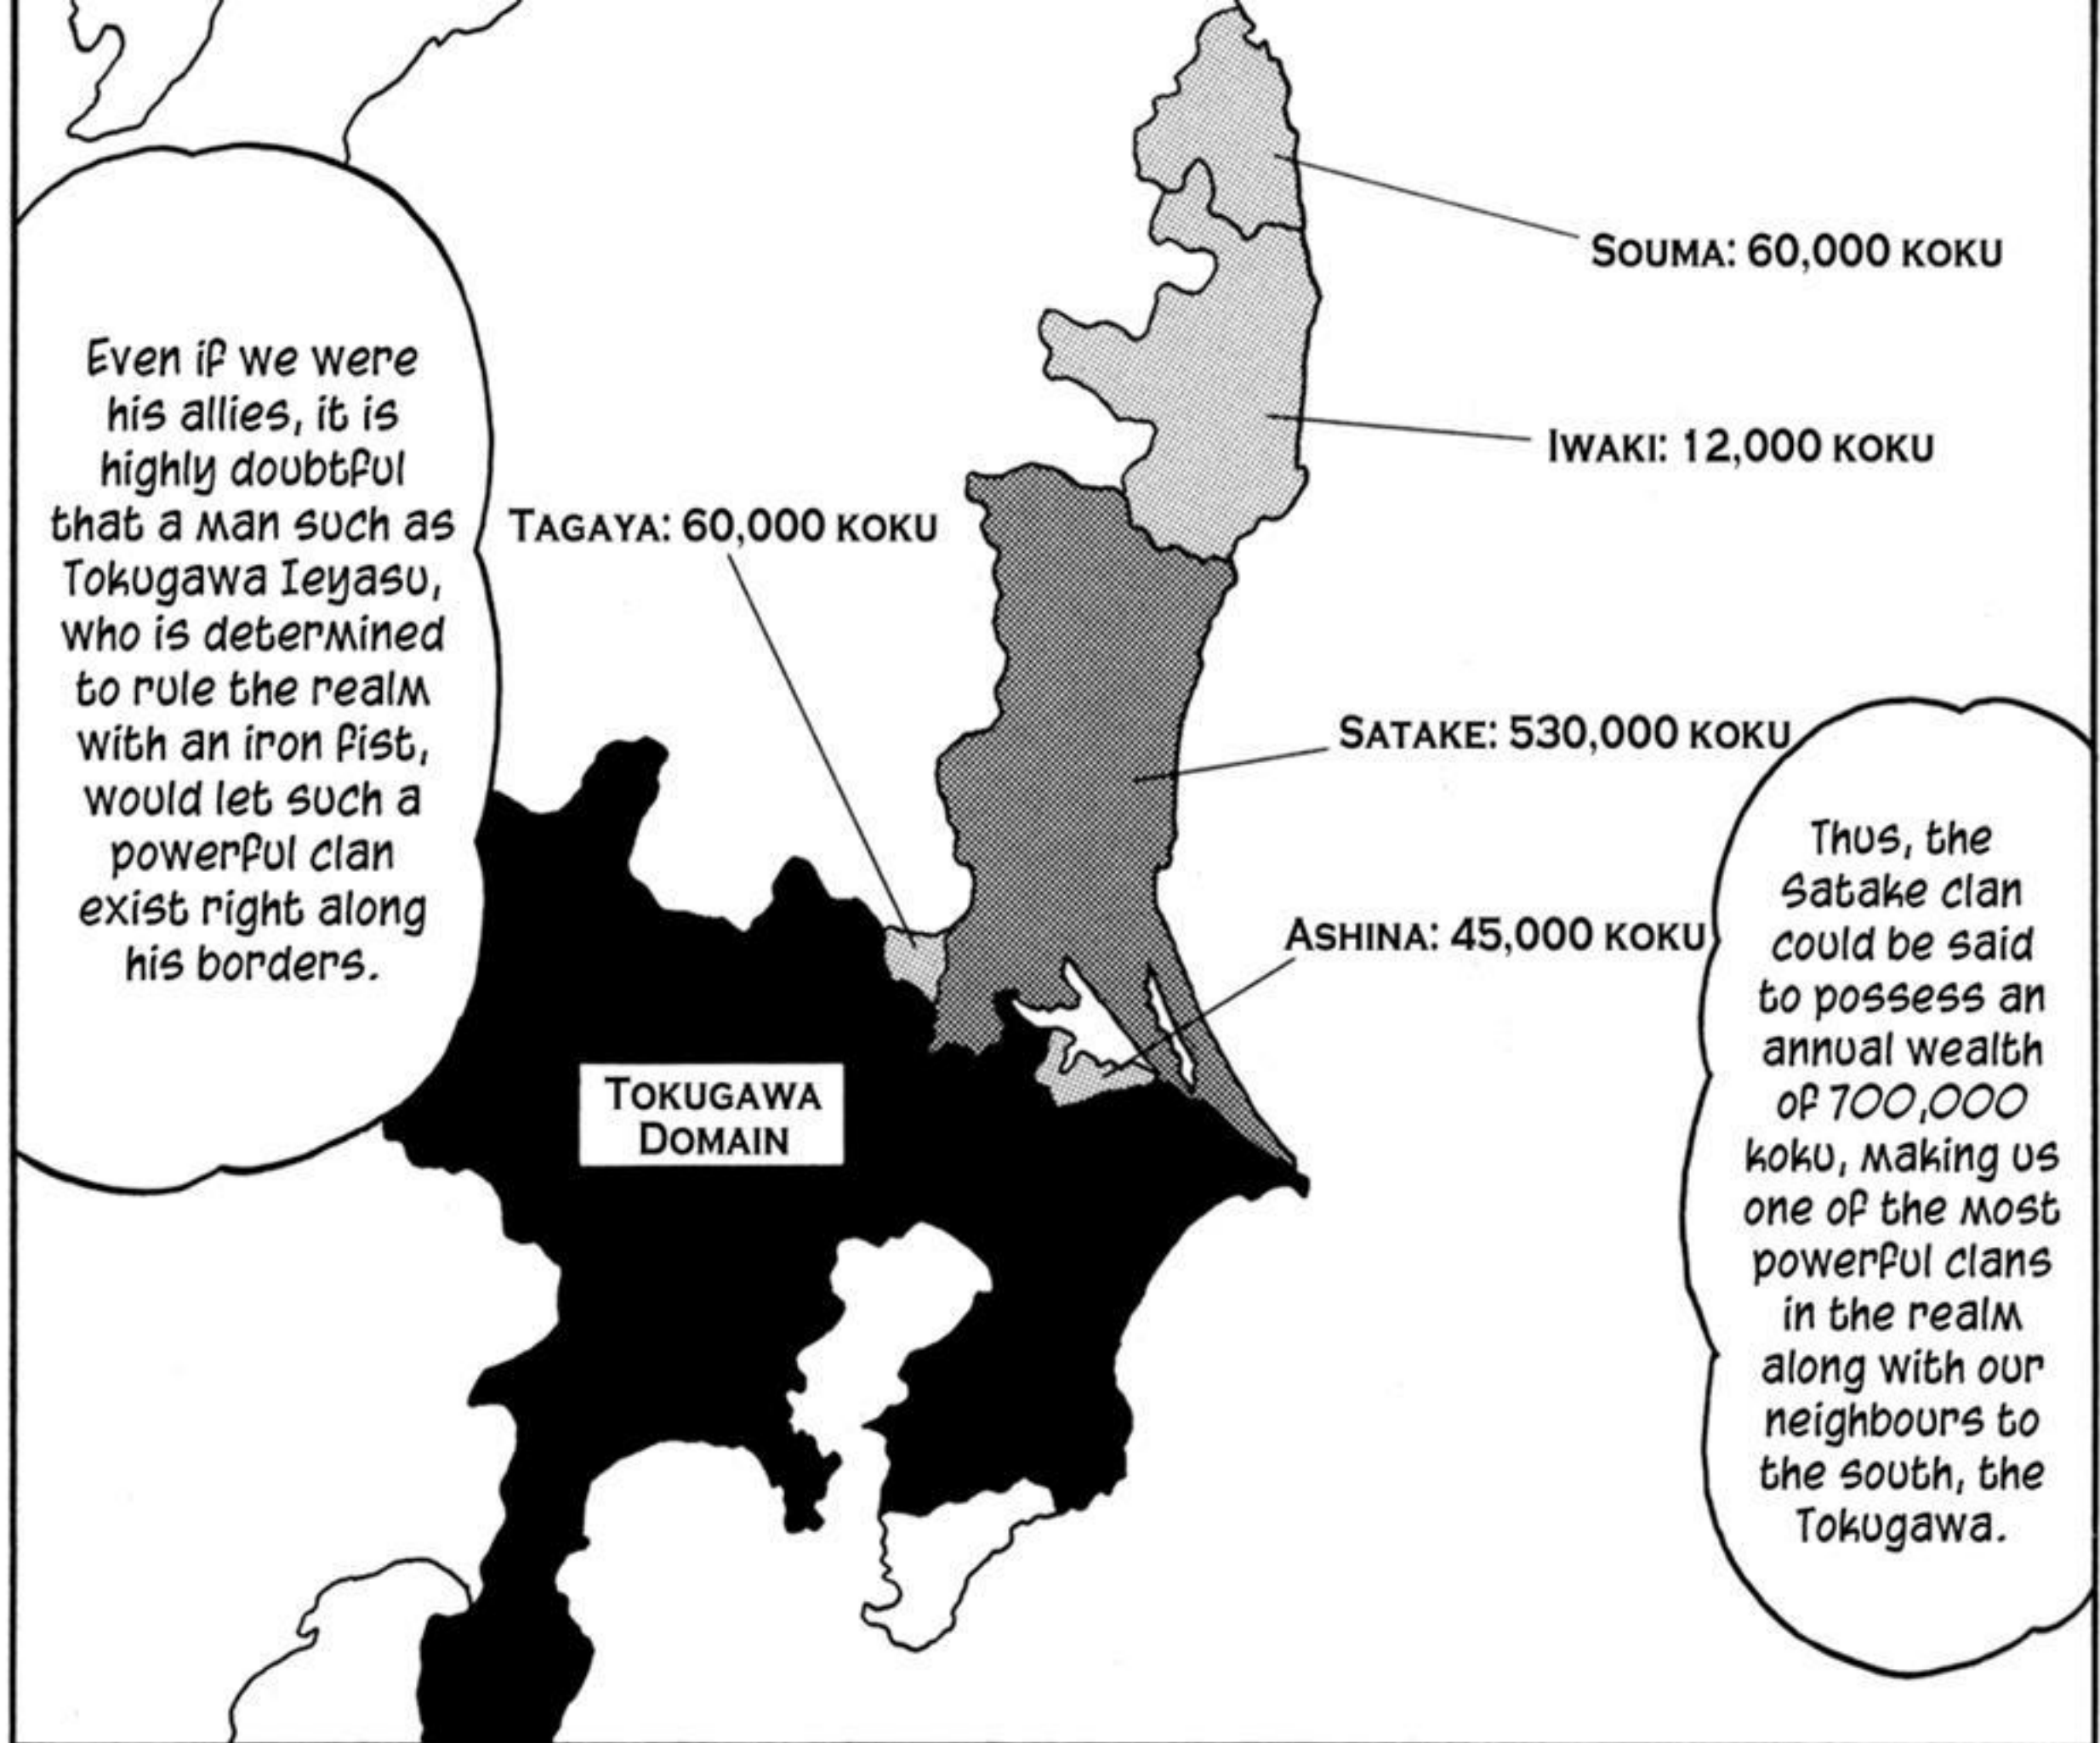 Even if we were
his allies, it is
highly doubtful
that a man such as
Tokugawa Ieyasu,
who is determined
to rule the realm
with an iron fist,
would let such a
powerful clan
exist right along
his borders.
SOUMA: 60,000 KOKU
IWAKI: 12,000 KOKU
TAGAYA: 60,000 KOKU
SATAKE: 530,000 KOKU
ASHINA: 45,000 KOKU
TOKUGAWA
DOMAIN
Thus, the
Satake clan
could be said
to possess an
annual wealth
of 700,000
koku, making us
one of the most
powerful clans
in the realm
along with our
neighbours to
the south, the
Tokugawa.